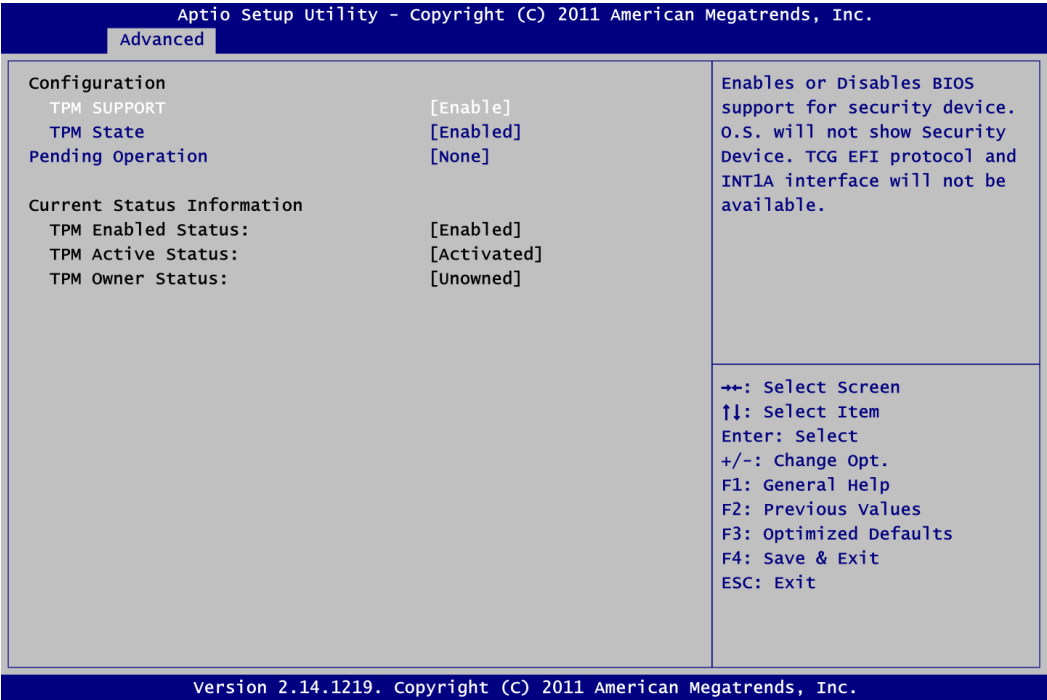 Aptio Setup Utility – Copyright (C) 2011 American Megatrends, Inc.
Advanced
Configuration
TPM SUPPORT [Enable]
TPM State [Enabled]
Pending Operation [None]
Current Status Information
TPM Enabled Status: [Enabled]
TPM Active Status: [Activated]
TPM Owner Status: [Unowned]
Enables or Disables BIOS
support for security device.
O.S. will not show Security
Device. TCG EFI protocol and
INT1A interface will not be
available.
→←: Select Screen
↑↓: Select Item
Enter: Select
+/-: Change Opt.
F1: General Help
F2: Previous Values
F3: Optimized Defaults
F4: Save & Exit
ESC: Exit
Version 2.14.1219. Copyright (C) 2011 American Megatrends, Inc.